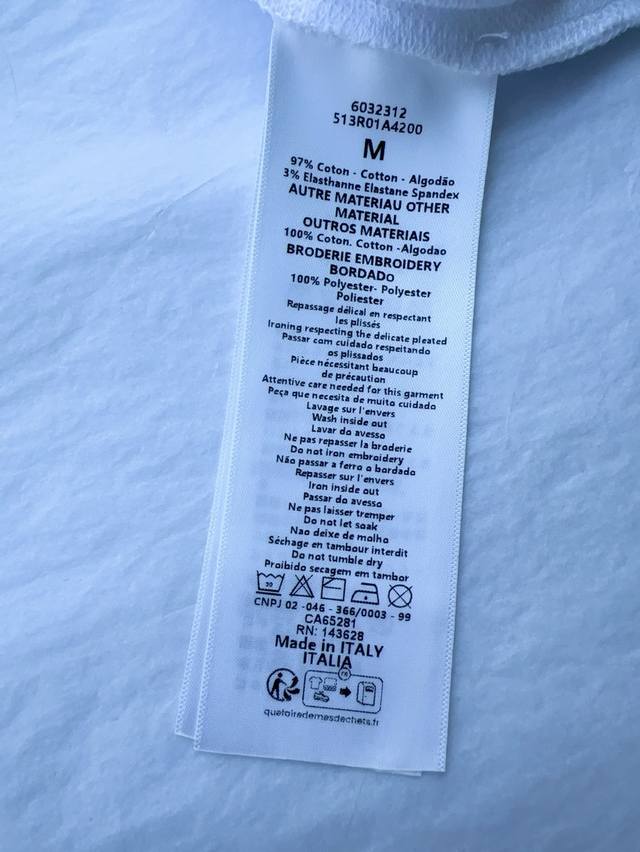 6032312
513R01A4200
M
97% Coton - Cotton - Algodão
3% Elasthanne Elastane Spandex
AUTRE MATERIAU OTHER
MATERIAL
OUTROS MATERIAIS
100% Coton. Cotton -Algodao
BRODERIE EMBROIDERY
BORDADO
100% Polyester- Polyester
Poliester
Repassage délical en respectant
les plissés
Ironing respecting the delicate pleated
Passar com cuidado respeitando
os plissados
Pièce nécessitant beaucoup
de précaution
Attentive care needed for this garment
Peça que necesita de muito cuidado
Lavage sur l'envers
Wash inside out
Lavar do avesso
Ne pas repasser la broderie
Do not iron embroidery
Não passar a ferro o bordado
Repasser sur l'envers
Iron inside out
Passar do avesso
Ne pas laisser tremper
Do not let soak
Nao deixe de molho
Séchage en tambour interdit
Do not tumble dry
Proibido secagem em tambor
30
CNPJ 02 -046 - 366/0003 - 99
CA65281
RN: 143628
Made in ITALY
ITALIA
FR
quefairedemesdechets.fr